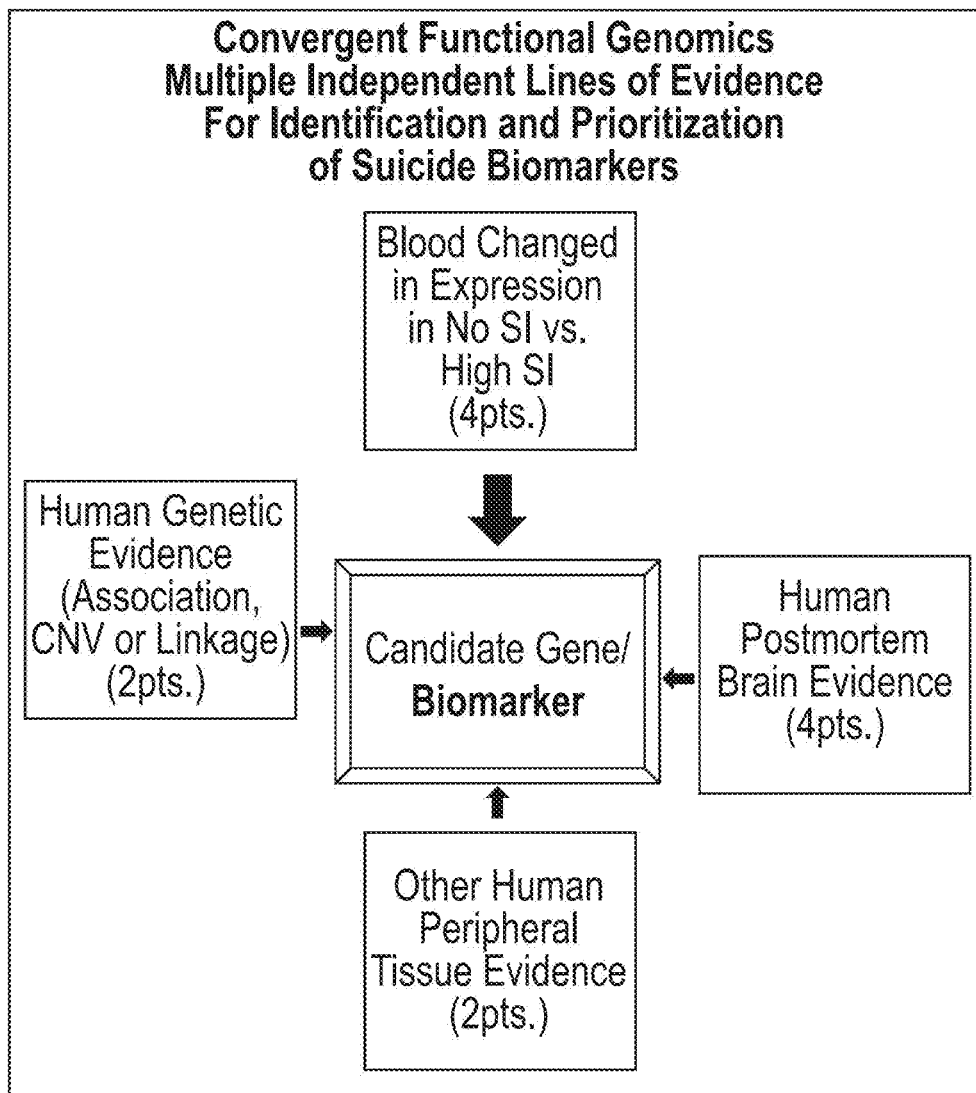 Convergent Functional Genomics
Multiple Independent Lines of Evidence
For Identification and Prioritization
of Suicide Biomarkers
Blood Changed
in Expression
in No SI vs.
High SI
(4pts.)
Human Genetic
Evidence
(Association,
CNV or Linkage)
(2pts.)
Candidate Gene/
Biomarker
Human
Postmortem
Brain Evidence
(4pts.)
Other Human
Peripheral
Tissue Evidence
(2pts.)